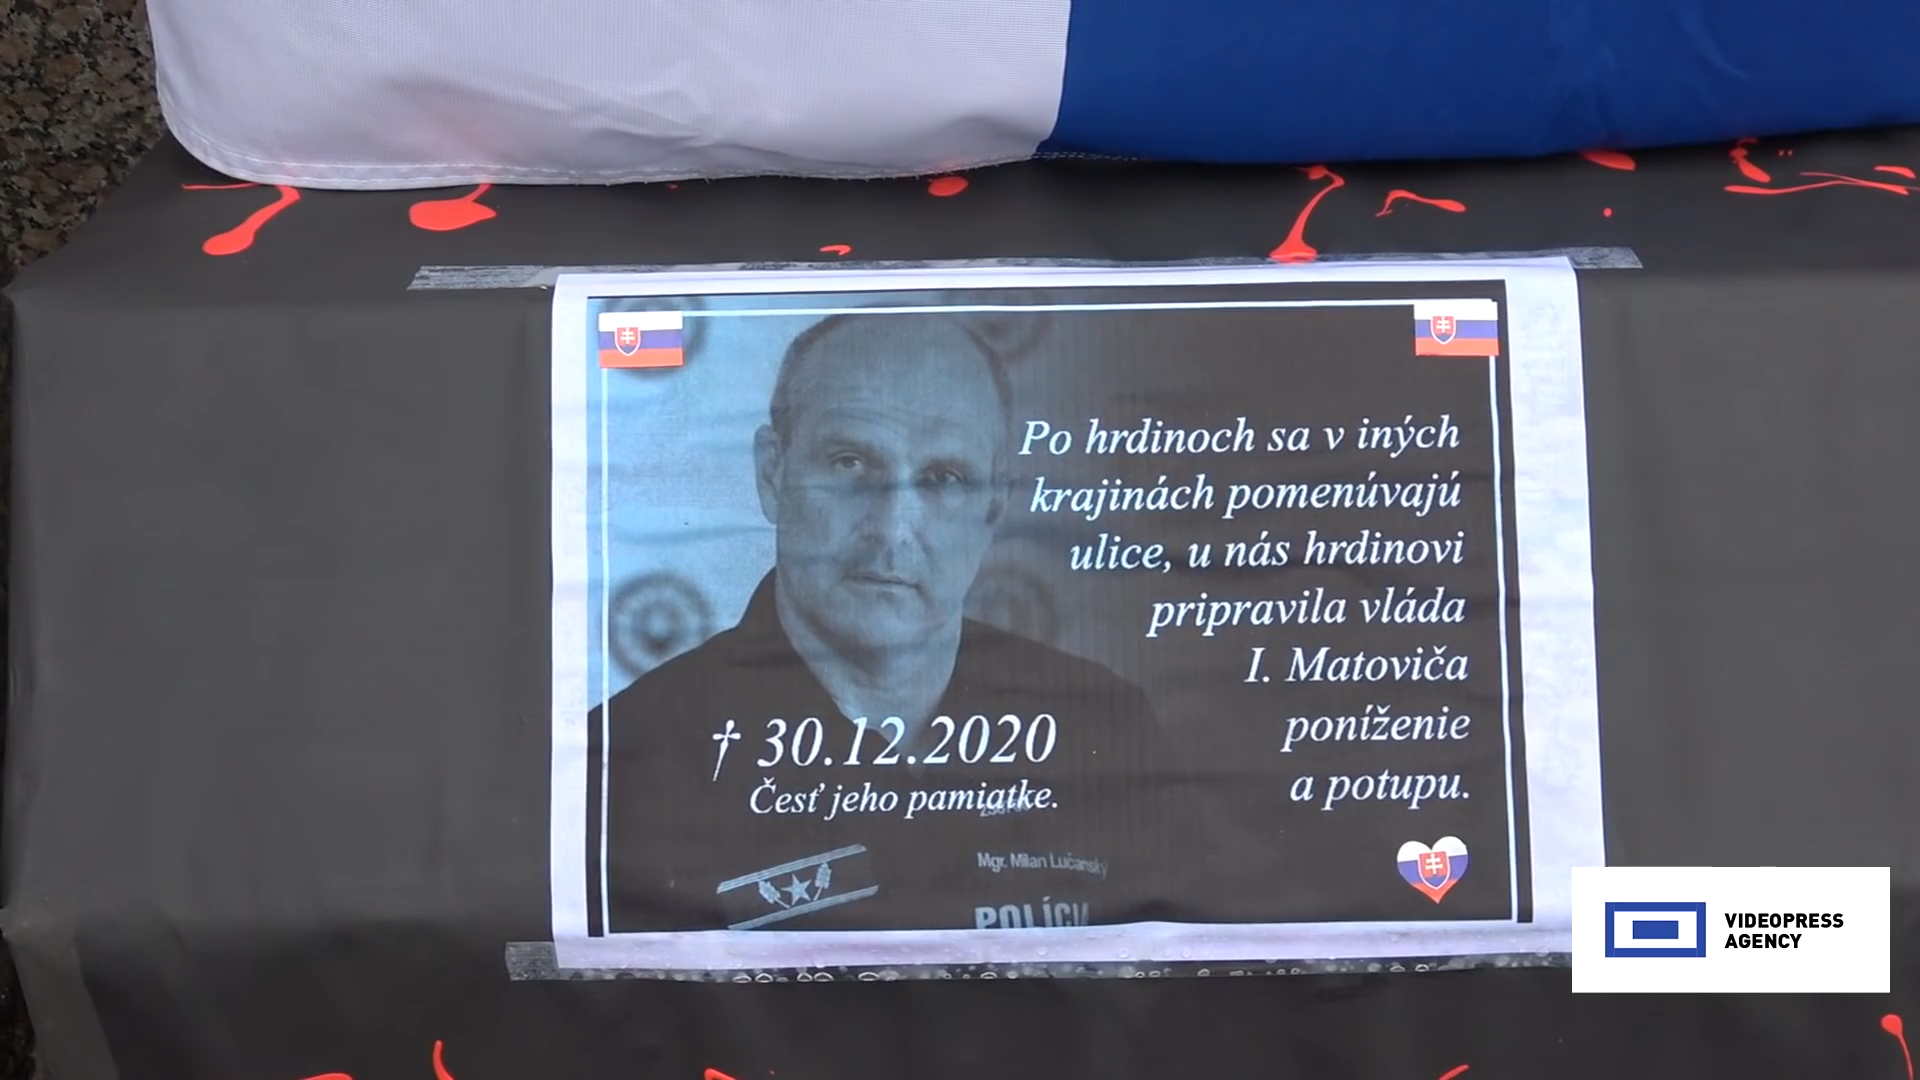 Po hrdinoch sa v iných
krajinách pomenúvajú
ulice, u nás hrdinovi
pripravila vláda
I. Matoviča
poníženie
a potupu.
† 30.12.2020
Česť jeho pamiatke.
Mgr. Milan Lučanský
POLÍCIA
VIDEOPRESS
AGENCY